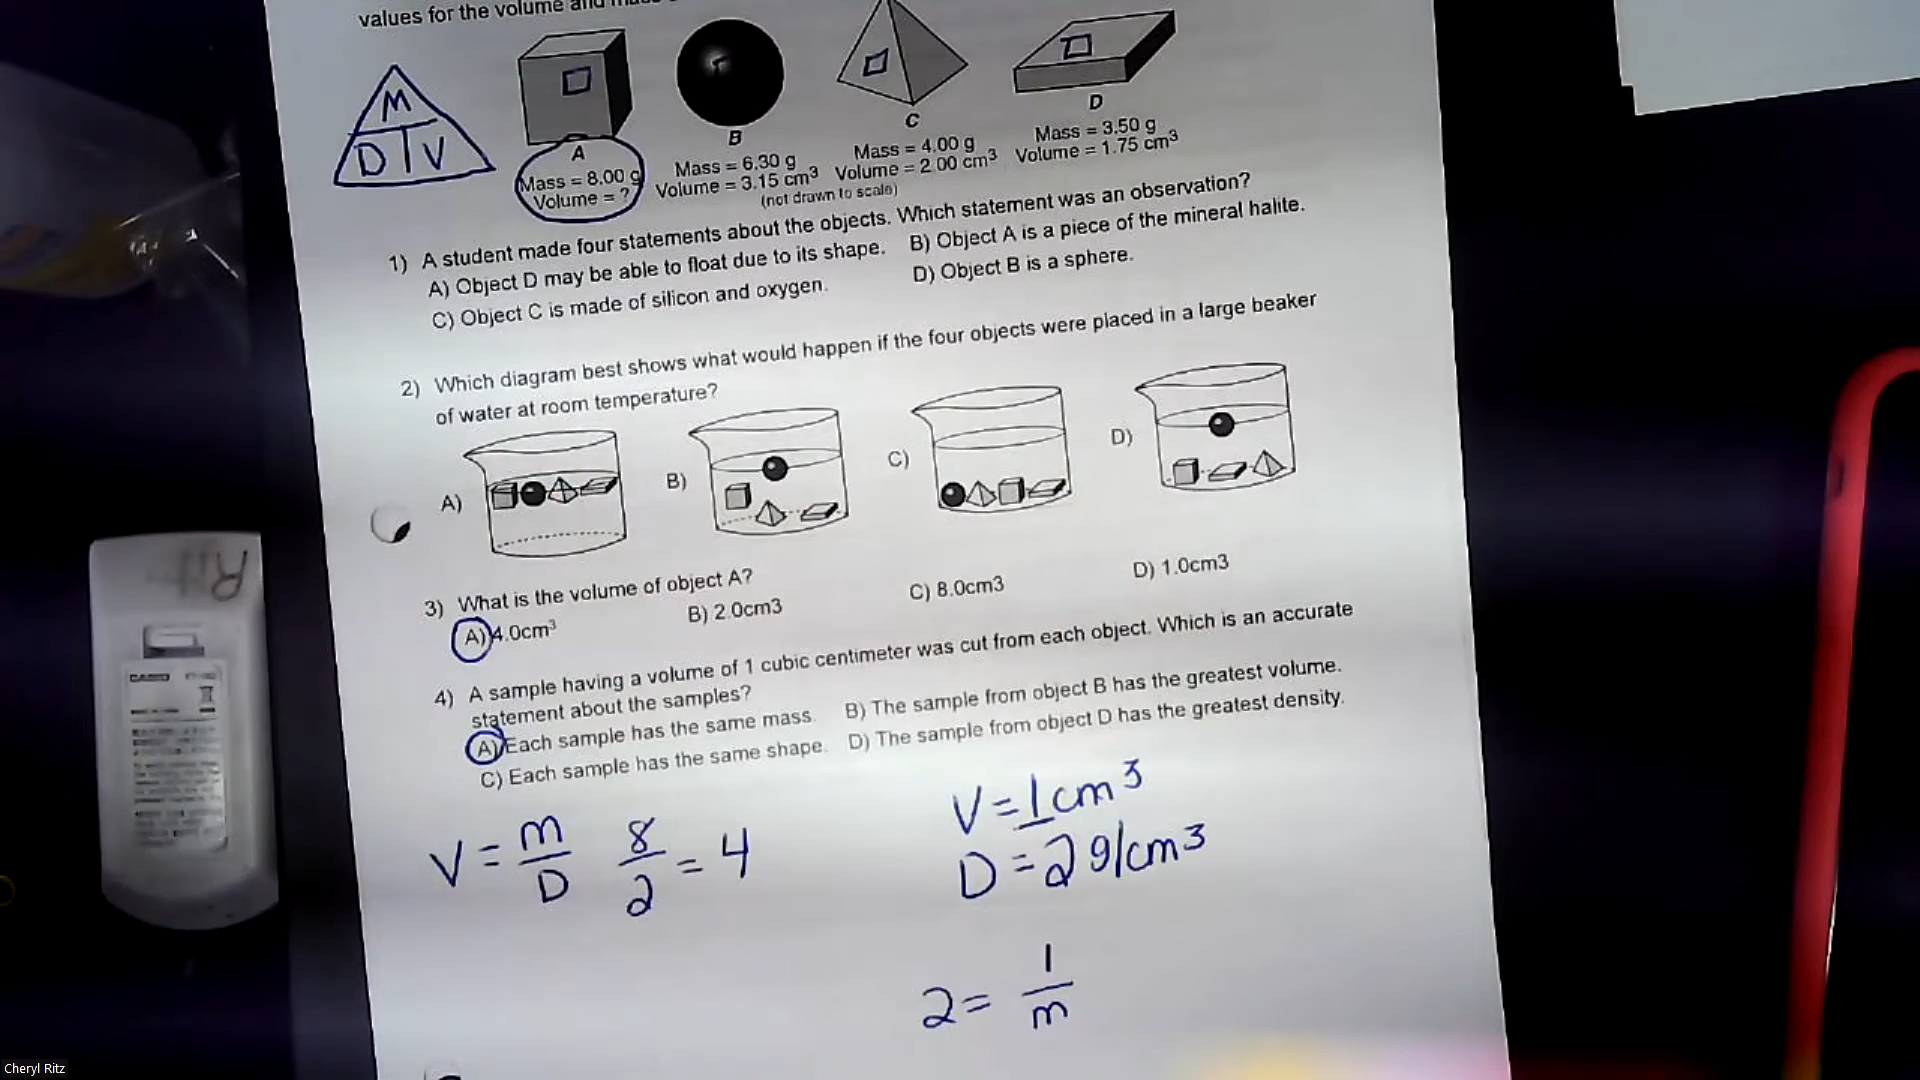 values for the volume and
M
D V
A
Mass = 8.00 g
Volume = ?
B
Mass = 6.30 g
Volume = 3.15 cm³
(not drawn to scale)
C
Mass = 4.00 g
Volume = 2.00 cm³
D
Mass = 3.50 g
Volume = 1.75 cm³
1) A student made four statements about the objects. Which statement was an observation?
A) Object D may be able to float due to its shape. B) Object A is a piece of the mineral halite.
C) Object C is made of silicon and oxygen. D) Object B is a sphere.
2) Which diagram best shows what would happen if the four objects were placed in a large beaker
of water at room temperature?
A) B) C) D)
3) What is the volume of object A?
A) 4.0cm³ B) 2.0cm3 C) 8.0cm3 D) 1.0cm3
4) A sample having a volume of 1 cubic centimeter was cut from each object. Which is an accurate
statement about the samples?
A) Each sample has the same mass. B) The sample from object B has the greatest volume.
C) Each sample has the same shape. D) The sample from object D has the greatest density.
V = m/D 8/2 = 4
V = 1cm³
D = 2g/cm³
2 = 1/m
CASIO
Cheryl Ritz